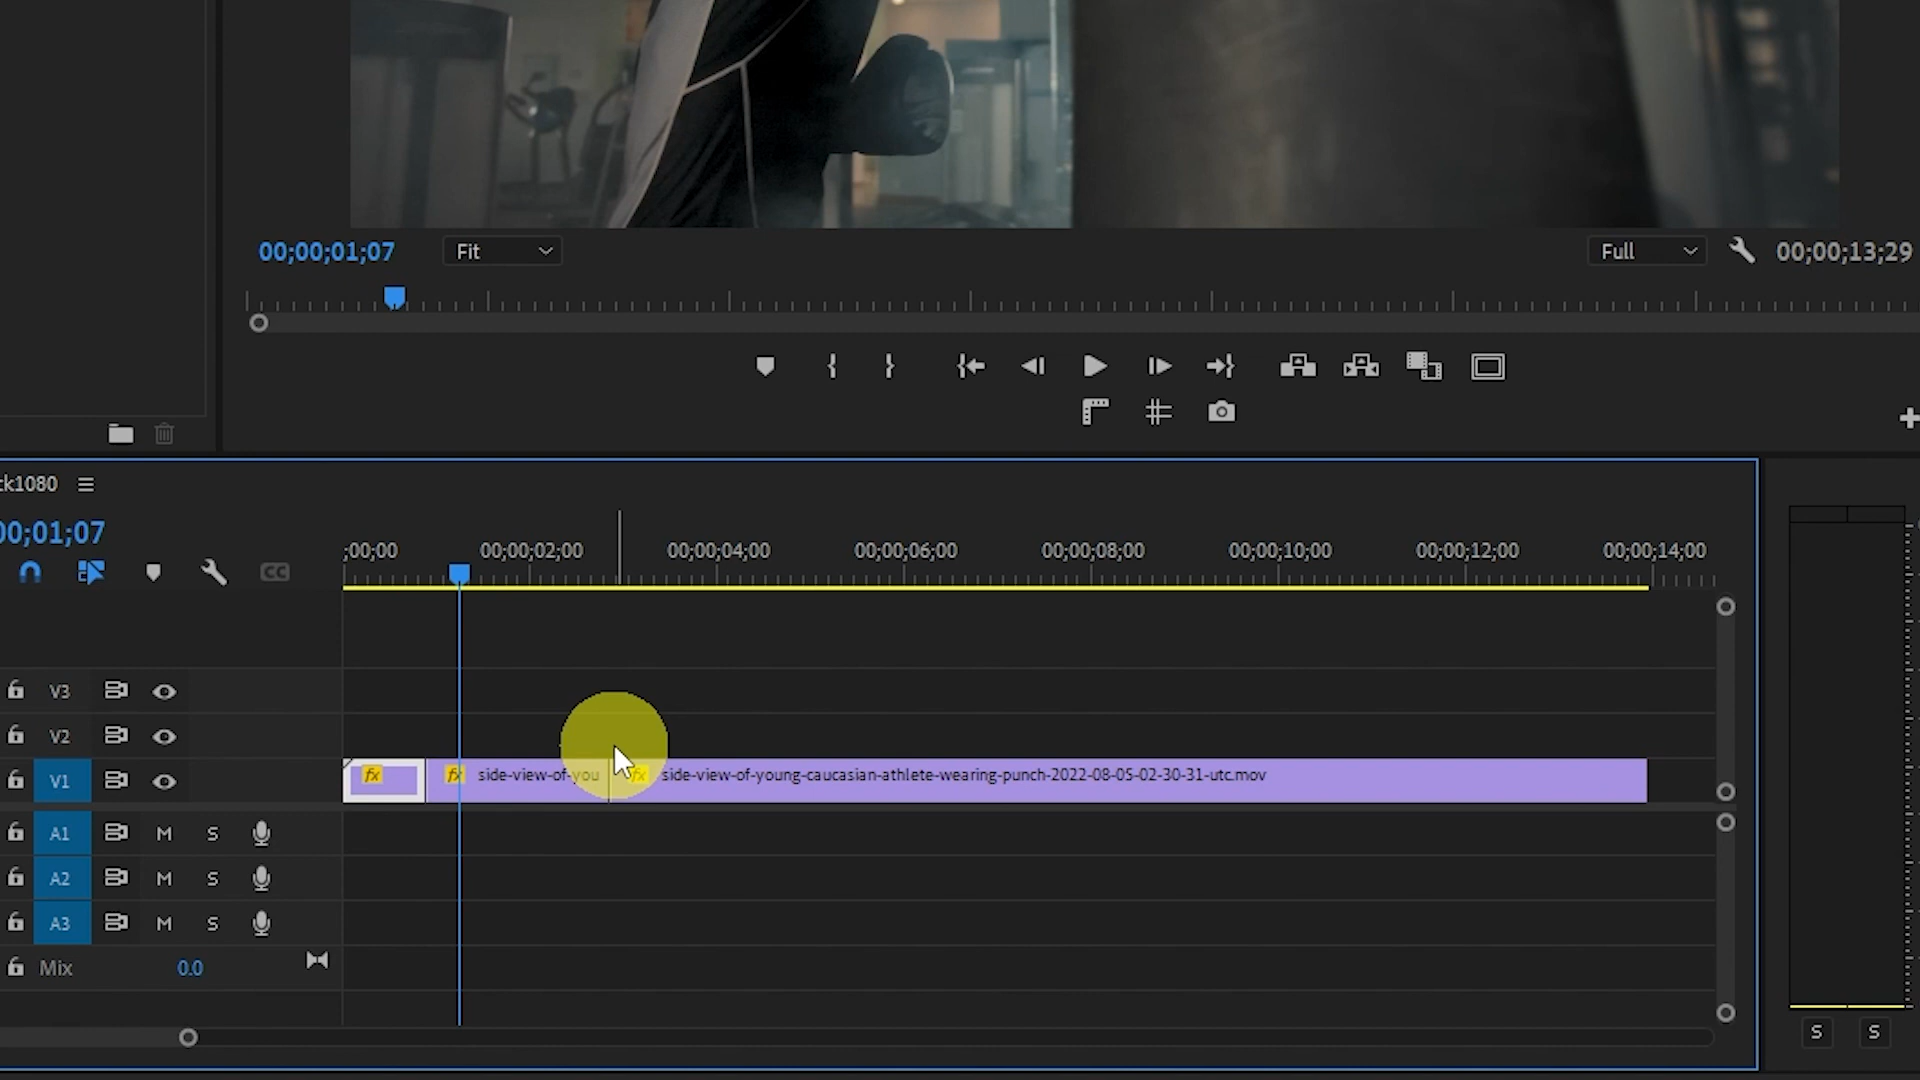 00;00;01;07 Fit Full 00;00;13;29
ck1080
00;01;07
;00;00 00;00;02;00 00;00;04;00 00;00;06;00 00;00;08;00 00;00;10;00 00;00;12;00 00;00;14;00
CC
V3
V2
V1 fx fx side-view-of-you fx side-view-of-young-caucasian-athlete-wearing-punch-2022-08-05-02-30-31-utc.mov
A1 M S
A2 M S
A3 M S
Mix 0.0
S S